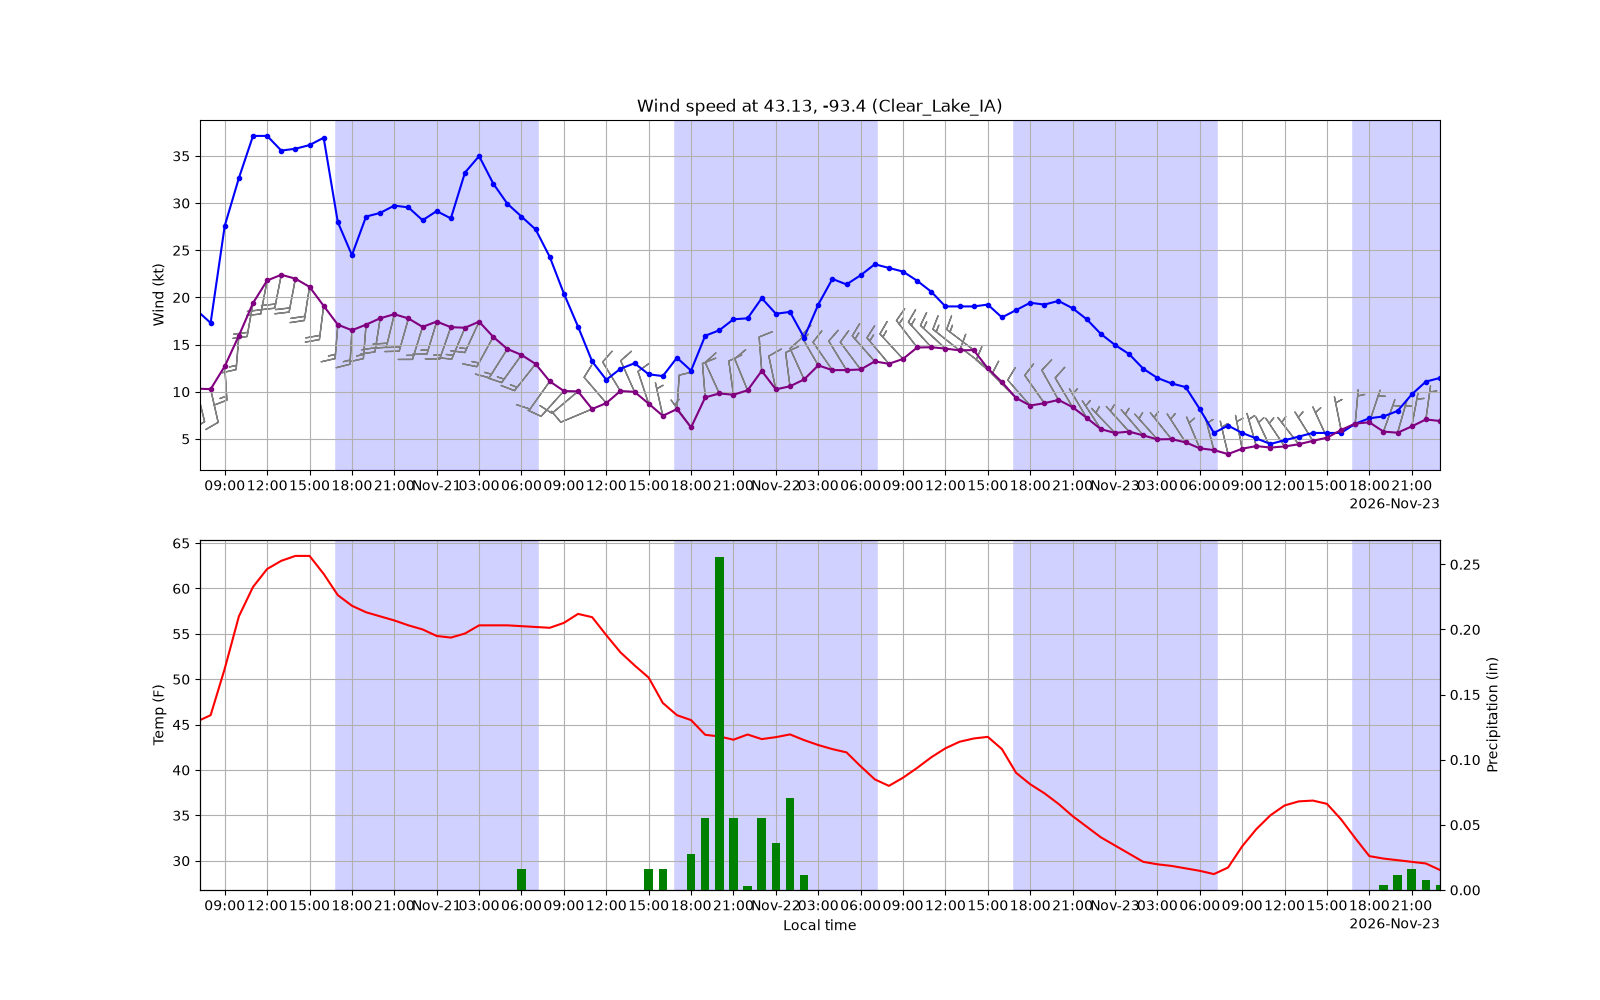 Wind speed at 43.13, -93.4 (Clear_Lake_IA)
Wind (kt)
35
30
25
20
15
10
5
09:00 12:00 15:00 18:00 21:00 Nov-21 03:00 06:00 09:00 12:00 15:00 18:00 21:00 Nov-22 03:00 06:00 09:00 12:00 15:00 18:00 21:00 Nov-23 03:00 06:00 09:00 12:00 15:00 18:00 21:00
2026-Nov-23
Temp (F)
65
60
55
50
45
40
35
30
0.25
0.20
0.15
0.10
0.05
0.00
Precipitation (in)
09:00 12:00 15:00 18:00 21:00 Nov-21 03:00 06:00 09:00 12:00 15:00 18:00 21:00 Nov-22 03:00 06:00 09:00 12:00 15:00 18:00 21:00 Nov-23 03:00 06:00 09:00 12:00 15:00 18:00 21:00
Local time
2026-Nov-23